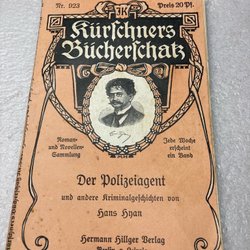 Nr. 923
JK
Preis 20 Pf.
Kürschners
Bücherschatz
Roman-
und Novellen-
Sammlung
Jede Woche
erscheint
ein Band
Der Polizeiagent
und andere Kriminalgeschichten von
Hans Hyan
Hermann Hillger Verlag